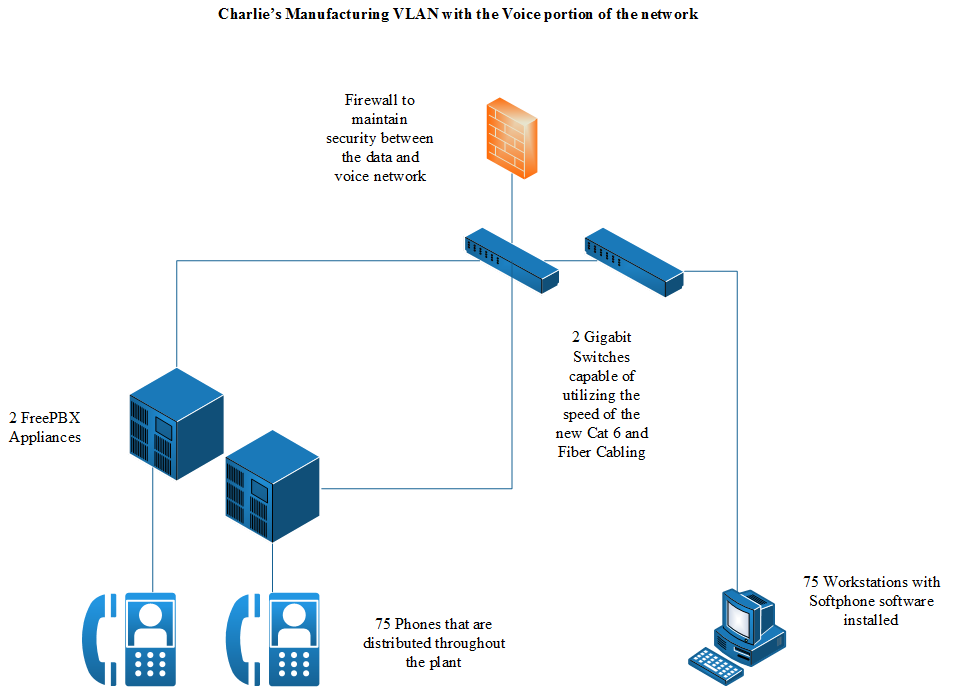 Charlie’s Manufacturing VLAN with the Voice portion of the network
Firewall to
maintain
security between
the data and
voice network
2 Gigabit
Switches
capable of
utilizing the
speed of the
new Cat 6 and
Fiber Cabling
2 FreePBX
Appliances
75 Workstations with
Softphone software
installed
75 Phones that are
distributed throughout
the plant